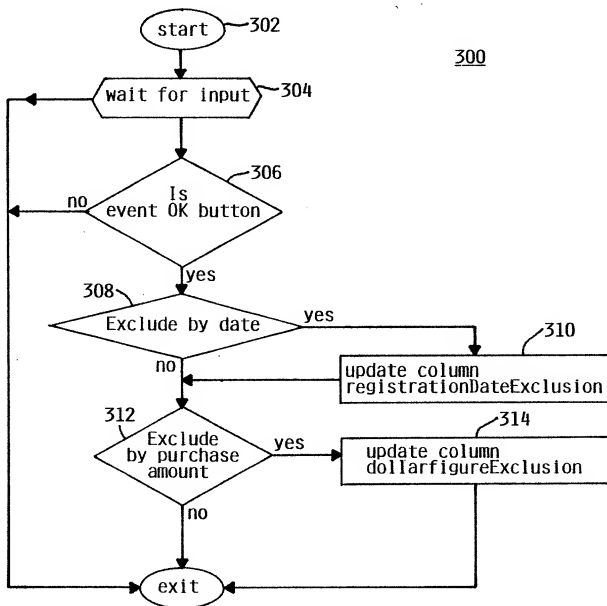 start
302
300
wait for input
304
306
Is
event OK button
no
yes
308
Exclude by date
yes
no
310
update column
registrationDateExclusion
312
Exclude
by purchase
amount
yes
no
314
update column
dollarfigureExclusion
exit